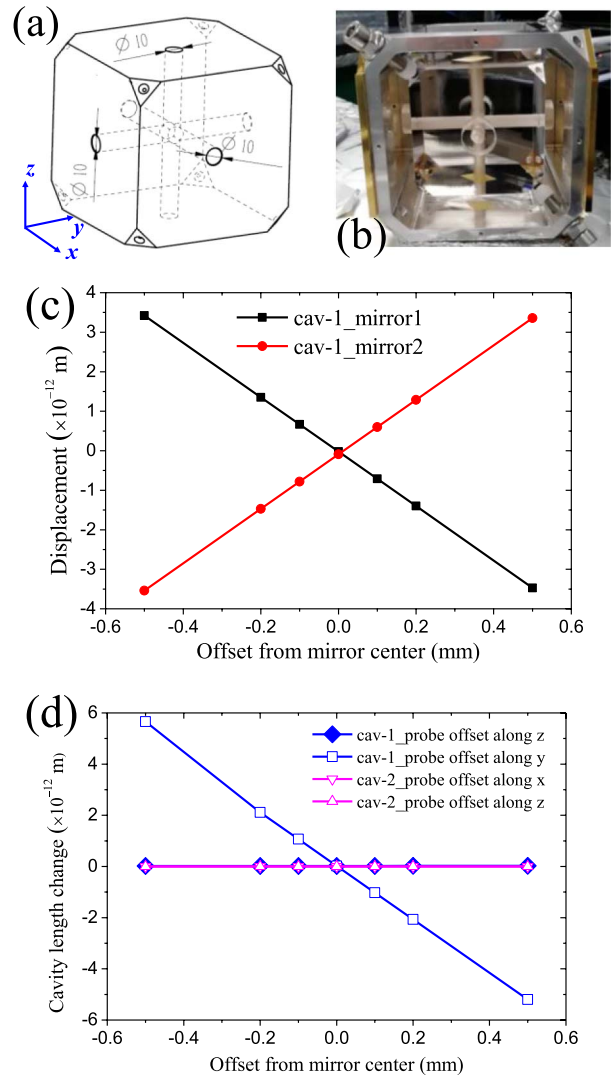 (a)
Ø 10
Ø 10
Ø 10
z
y
x
(b)
(c)
cav-1_mirror1
cav-1_mirror2
Displacement (×10⁻¹² m)
4
3
2
1
0
-1
-2
-3
-4
-0.6 -0.4 -0.2 0.0 0.2 0.4 0.6
Offset from mirror center (mm)
(d)
cav-1_probe offset along z
cav-1_probe offset along y
cav-2_probe offset along x
cav-2_probe offset along z
Cavity length change (×10⁻¹² m)
6
4
2
0
-2
-4
-6
-0.6 -0.4 -0.2 0.0 0.2 0.4 0.6
Offset from mirror center (mm)